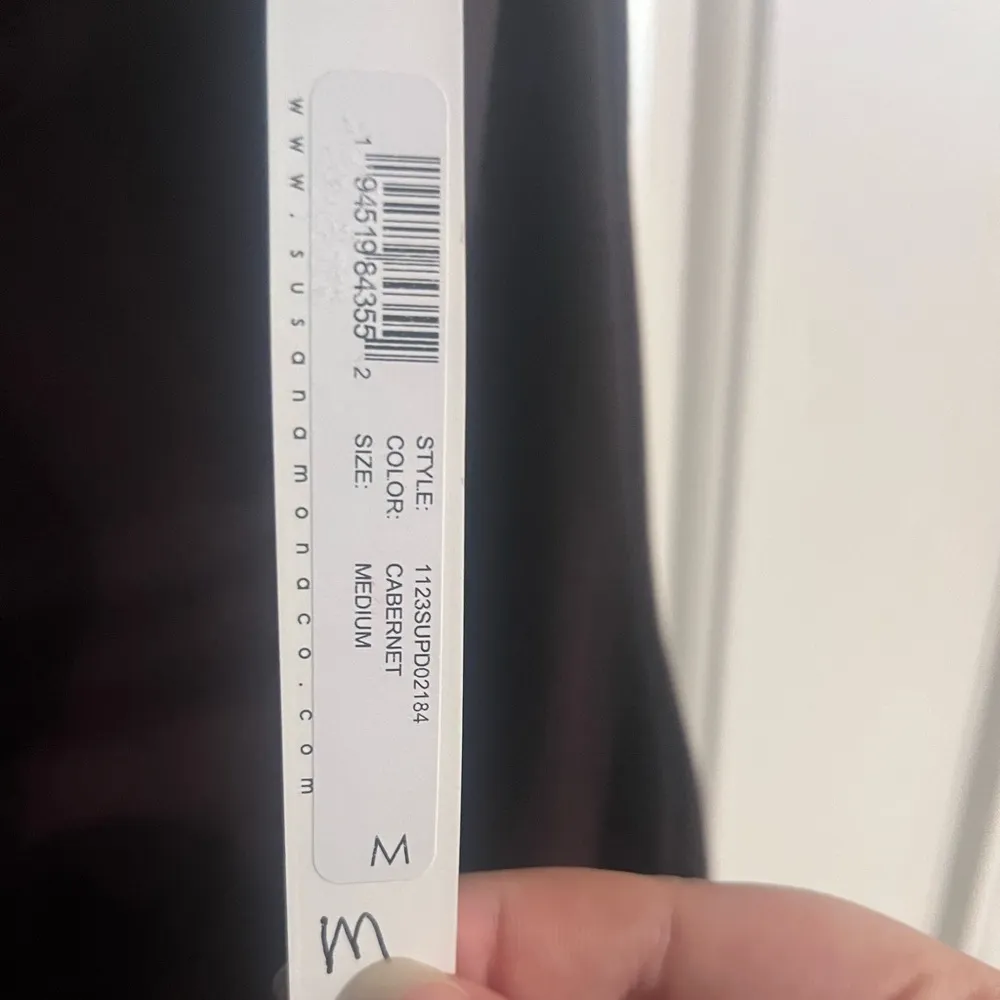 1 94519 84355 2
STYLE: 1123SUPD02184
COLOR: CABERNET
SIZE: MEDIUM
M
www.susanamonaco.com
M